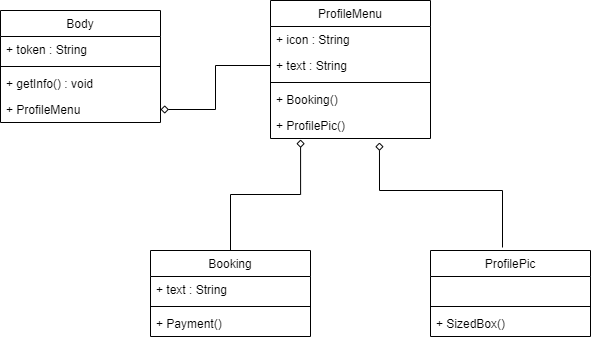 Body
+ token : String
+ getInfo() : void
+ ProfileMenu
ProfileMenu
+ icon : String
+ text : String
+ Booking()
+ ProfilePic()
Booking
+ text : String
+ Payment()
ProfilePic
+ SizedBox()